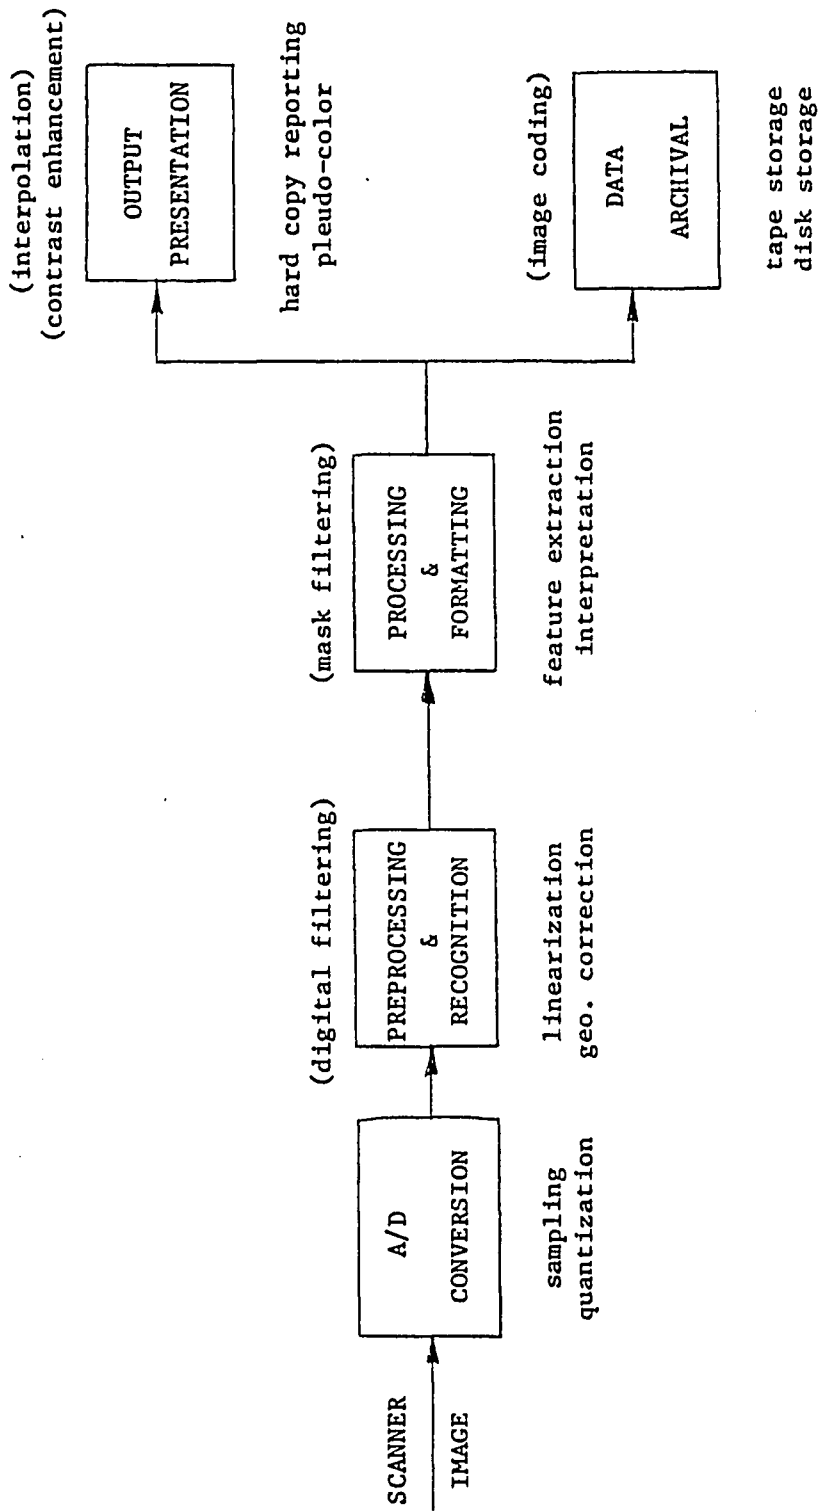 SCANNER
IMAGE
A/D
CONVERSION
sampling
quantization
(digital filtering)
PREPROCESSING
&
RECOGNITION
linearization
geo. correction
(mask filtering)
PROCESSING
&
FORMATTING
feature extraction
interpretation
(interpolation)
(contrast enhancement)
OUTPUT
PRESENTATION
hard copy reporting
pleudo-color
(image coding)
DATA
ARCHIVAL
tape storage
disk storage